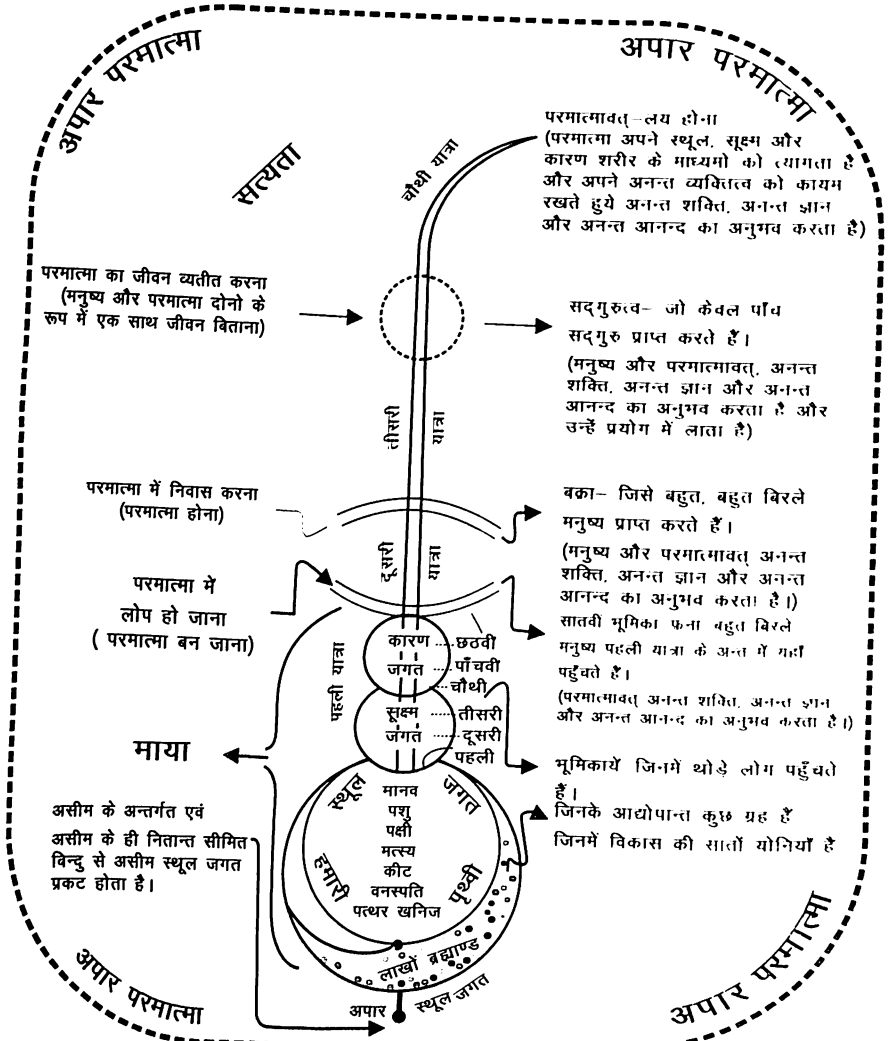 अपार परमात्मा
अपार परमात्मा
सत्यता
चौथी यात्रा
परमात्मावत्-लय होना
(परमात्मा अपने स्थूल, सूक्ष्म और
कारण शरीर के माध्यमो को त्यागता है
और अपने अनन्त व्यक्तित्व को कायम
रखते हुये अनन्त शक्ति, अनन्त ज्ञान
और अनन्त आनन्द का अनुभव करता है)
परमात्मा का जीवन व्यतीत करना
(मनुष्य और परमात्मा दोनो के
रूप में एक साथ जीवन बिताना)
सद्गुरुत्व- जो केवल पाँच
सद्गुरु प्राप्त करते हैं।
(मनुष्य और परमात्मावत्, अनन्त
शक्ति, अनन्त ज्ञान और अनन्त
आनन्द का अनुभव करता है और
उन्हें प्रयोग में लाता है)
तीसरी यात्रा
परमात्मा में निवास करना
(परमात्मा होना)
बक़ा- जिसे बहुत, बहुत बिरले
मनुष्य प्राप्त करते हैं।
(मनुष्य और परमात्मावत् अनन्त
शक्ति, अनन्त ज्ञान और अनन्त
आनन्द का अनुभव करता है।)
दूसरी यात्रा
परमात्मा में
लोप हो जाना
( परमात्मा बन जाना)
सातवी भूमिका फना बहुत बिरले
मनुष्य पहली यात्रा के अन्त में यहाँ
पहुँचते हैं।
(परमात्मावत् अनन्त शक्ति, अनन्त ज्ञान
और अनन्त आनन्द का अनुभव करता है।)
पहली यात्रा
कारण
जगत
छठवी
पाँचवी
चौथी
सूक्ष्म
जगत
तीसरी
दूसरी
पहली
माया
भूमिकायें जिनमें थोड़े लोग पहुँचते
हैं।
जिनके आद्योपान्त कुछ ग्रह हैं
जिनमें विकास की सातों योनियाँ हैं
असीम के अन्तर्गत एवं
असीम के ही नितान्त सीमित
बिन्दु से असीम स्थूल जगत
प्रकट होता है।
स्थूल जगत
मानव
पशु
पक्षी
मत्स्य
कीट
वनस्पति
पत्थर खनिज
हमारी पृथ्वी
लाखों ब्रह्माण्ड
अपार स्थूल जगत
अपार परमात्मा
अपार परमात्मा